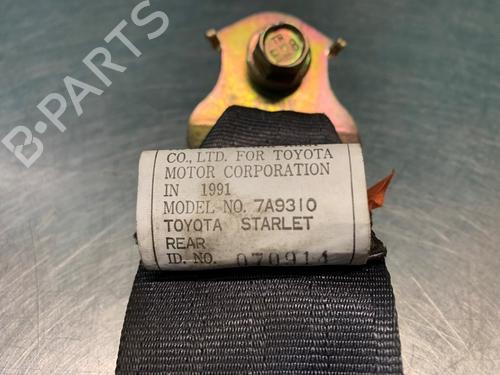 CO., LTD. FOR TOYOTA
MOTOR CORPORATION
IN 1991
MODEL NO. 7A9310
TOYOTA STARLET
REAR
ID. NO. 070914
B-PARTS